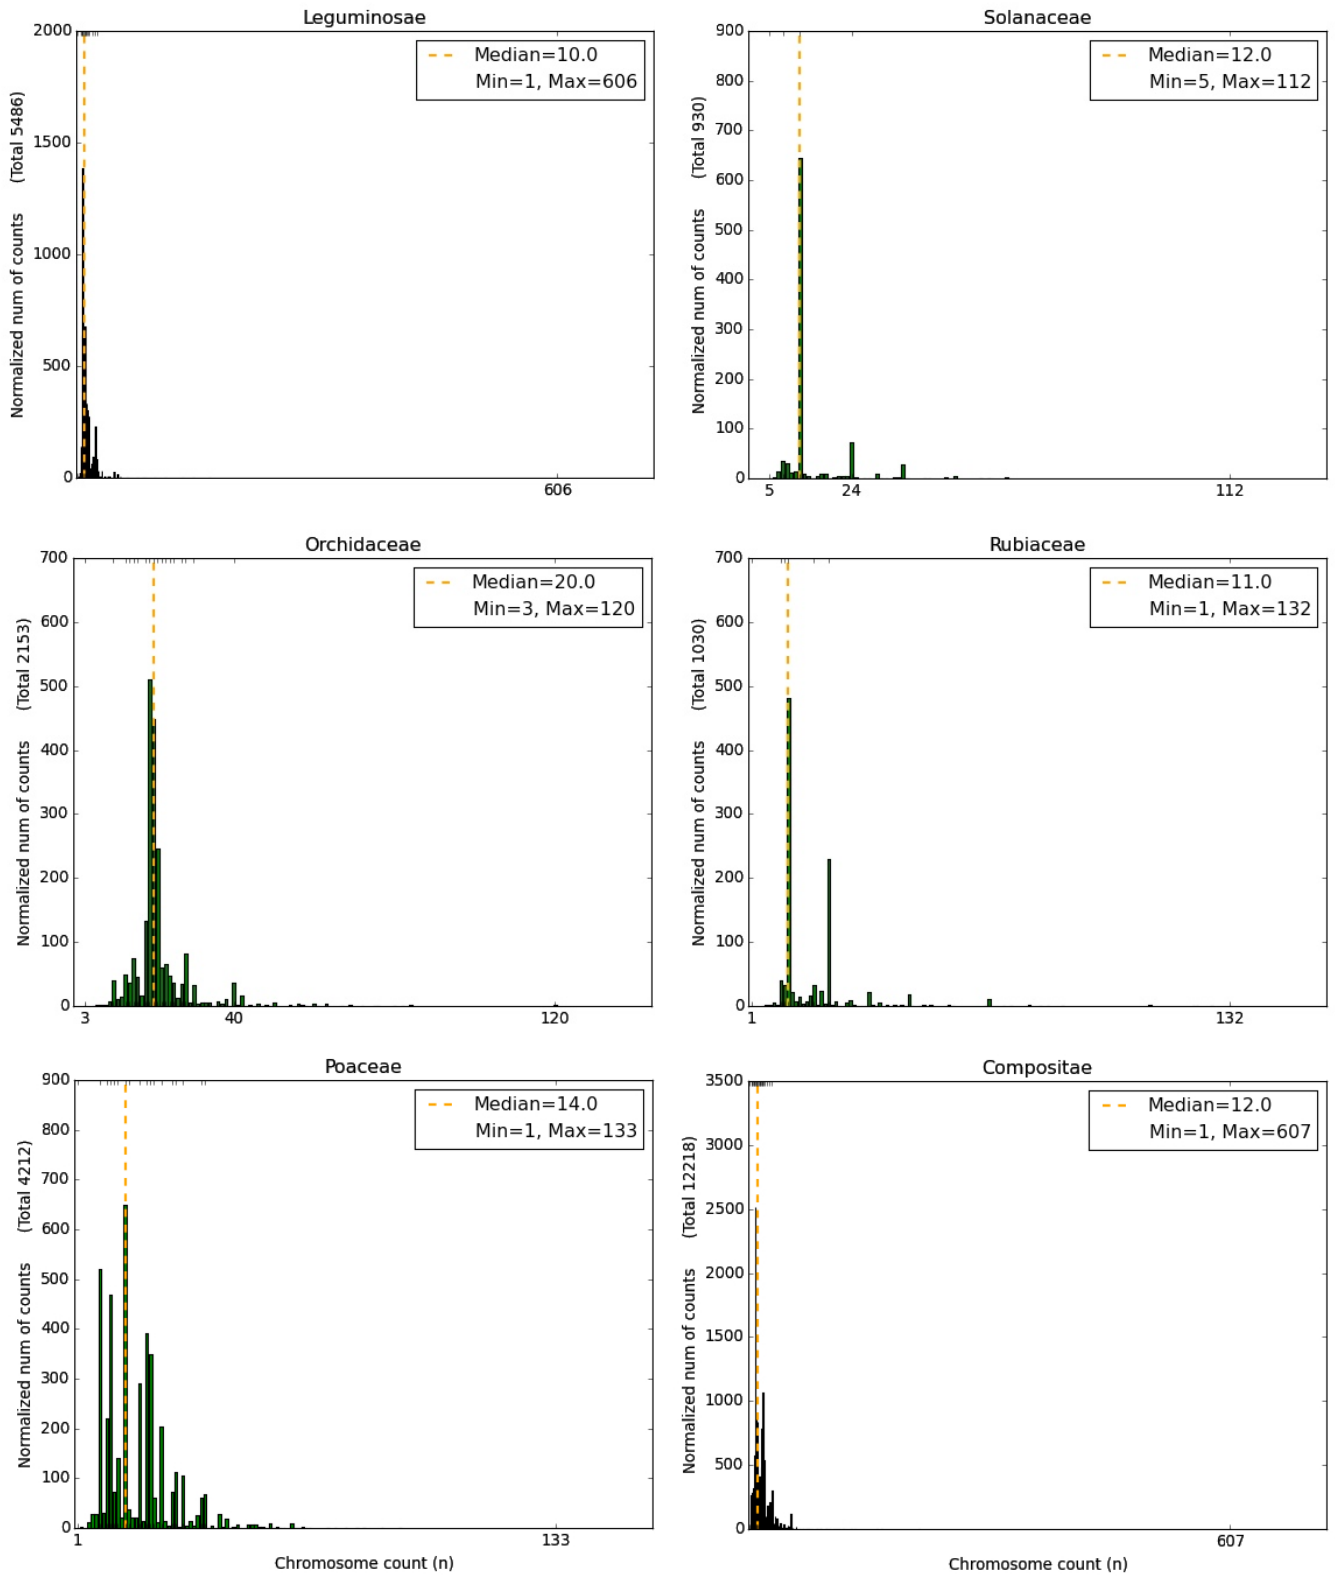 Leguminosae
2000
1500
1000
500
0
606
Normalized num of counts (Total 5486)
Median=10.0
Min=1, Max=606
Solanaceae
900
800
700
600
500
400
300
200
100
0
5 24 112
Normalized num of counts (Total 930)
Median=12.0
Min=5, Max=112
Orchidaceae
700
600
500
400
300
200
100
0
3 40 120
Normalized num of counts (Total 2153)
Median=20.0
Min=3, Max=120
Rubiaceae
700
600
500
400
300
200
100
0
1 132
Normalized num of counts (Total 1030)
Median=11.0
Min=1, Max=132
Poaceae
900
800
700
600
500
400
300
200
100
0
1 133
Normalized num of counts (Total 4212)
Median=14.0
Min=1, Max=133
Chromosome count (n)
Compositae
3500
3000
2500
2000
1500
1000
500
0
607
Normalized num of counts (Total 12218)
Median=12.0
Min=1, Max=607
Chromosome count (n)